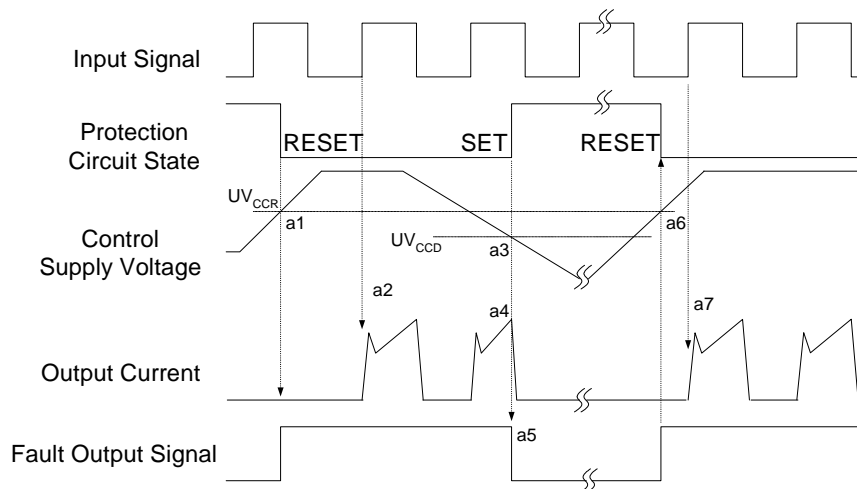 Input Signal
Protection
Circuit State
RESET
SET
RESET
UVCCR
a1
a6
Control
Supply Voltage
UVCCD
a3
a2
a4
a7
Output Current
a5
Fault Output Signal